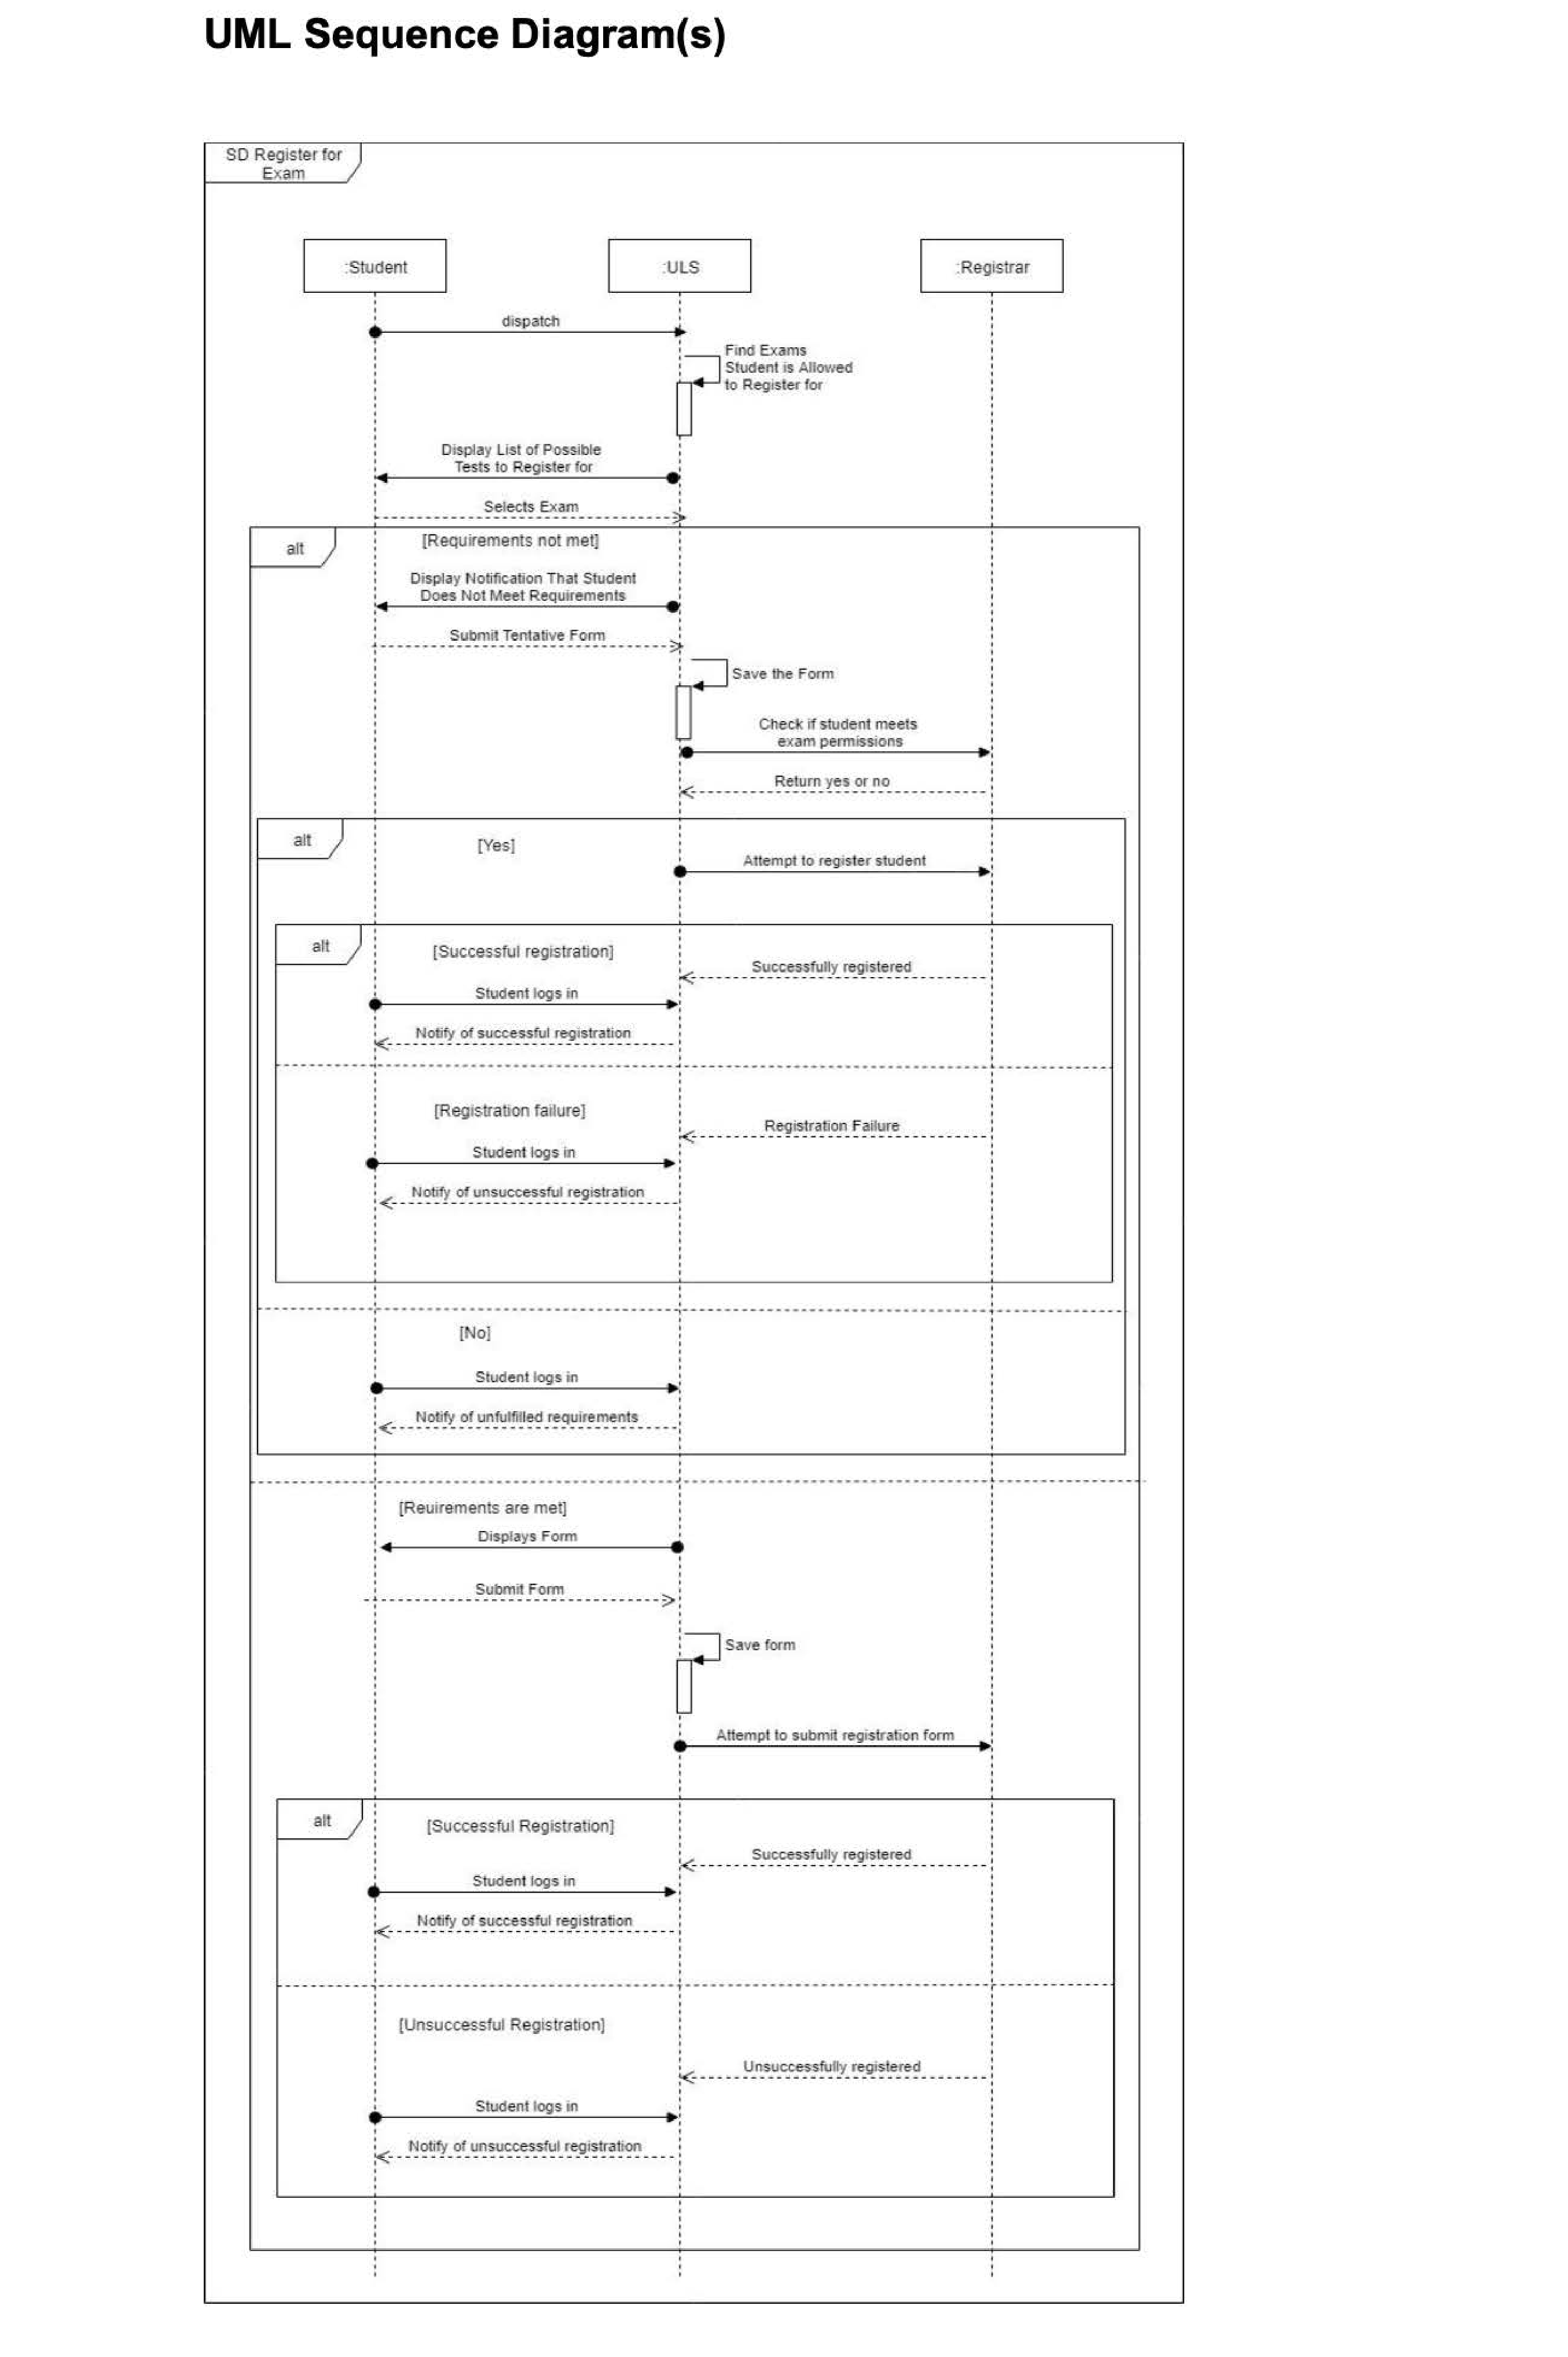 UML Sequence Diagram(s)
SD Register for
Exam
:Student
:ULS
:Registrar
dispatch
Find Exams
Student is Allowed
to Register for
Display List of Possible
Tests to Register for
Selects Exam
alt
[Requirements not met]
Display Notification That Student
Does Not Meet Requirements
Submit Tentative Form
Save the Form
Check if student meets
exam permissions
Return yes or no
alt
[Yes]
Attempt to register student
alt
[Successful registration]
Successfully registered
Student logs in
Notify of successful registration
[Registration failure]
Registration Failure
Student logs in
Notify of unsuccessful registration
[No]
Student logs in
Notify of unfulfilled requirements
[Reuirements are met]
Displays Form
Submit Form
Save form
Attempt to submit registration form
alt
[Successful Registration]
Successfully registered
Student logs in
Notify of successful registration
[Unsuccessful Registration]
Unsuccessfully registered
Student logs in
Notify of unsuccessful registration